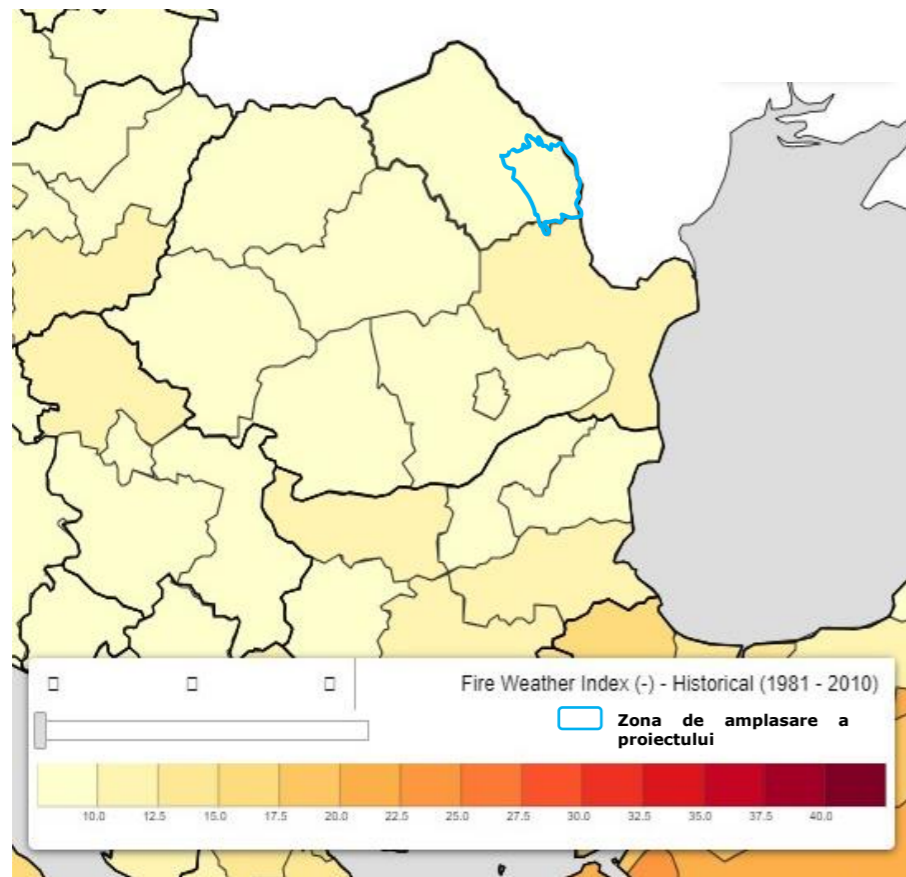 Fire Weather Index (-) - Historical (1981 - 2010)
Zona de amplasare a
proiectului
10.0 12.5 15.0 17.5 20.0 22.5 25.0 27.5 30.0 32.5 35.0 37.5 40.0